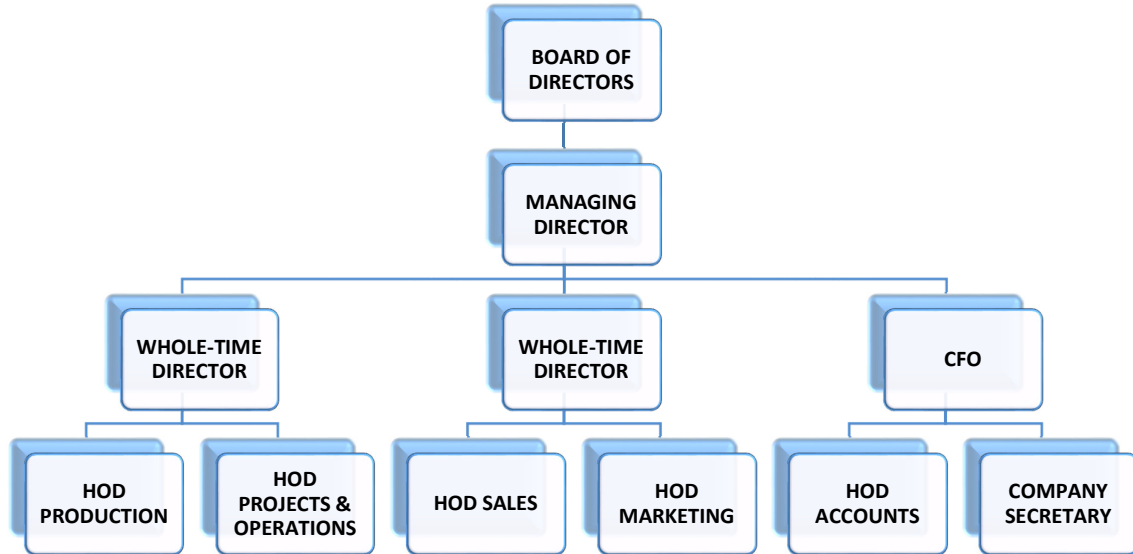 BOARD OF
DIRECTORS
MANAGING
DIRECTOR
WHOLE-TIME
DIRECTOR
WHOLE-TIME
DIRECTOR
CFO
HOD
PRODUCTION
HOD
PROJECTS &
OPERATIONS
HOD SALES
HOD
MARKETING
HOD
ACCOUNTS
COMPANY
SECRETARY